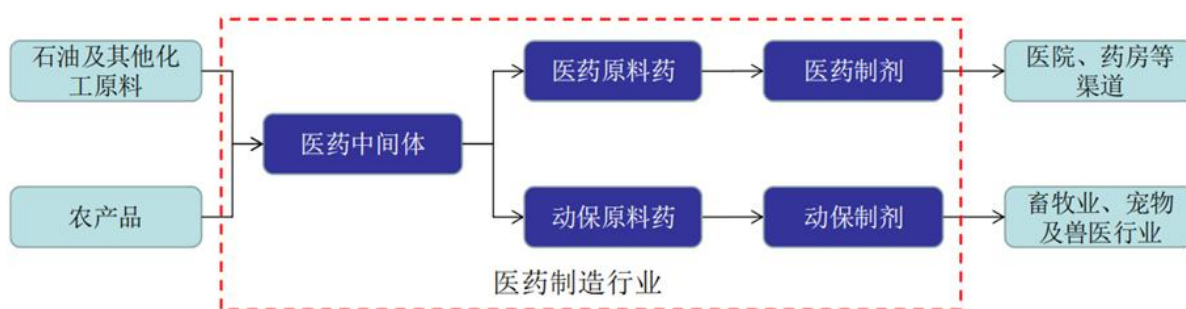 石油及其他化
工原料
医药原料药
医药制剂
医院、药房等
渠道
医药中间体
农产品
动保原料药
动保制剂
畜牧业、宠物
及兽医行业
医药制造行业